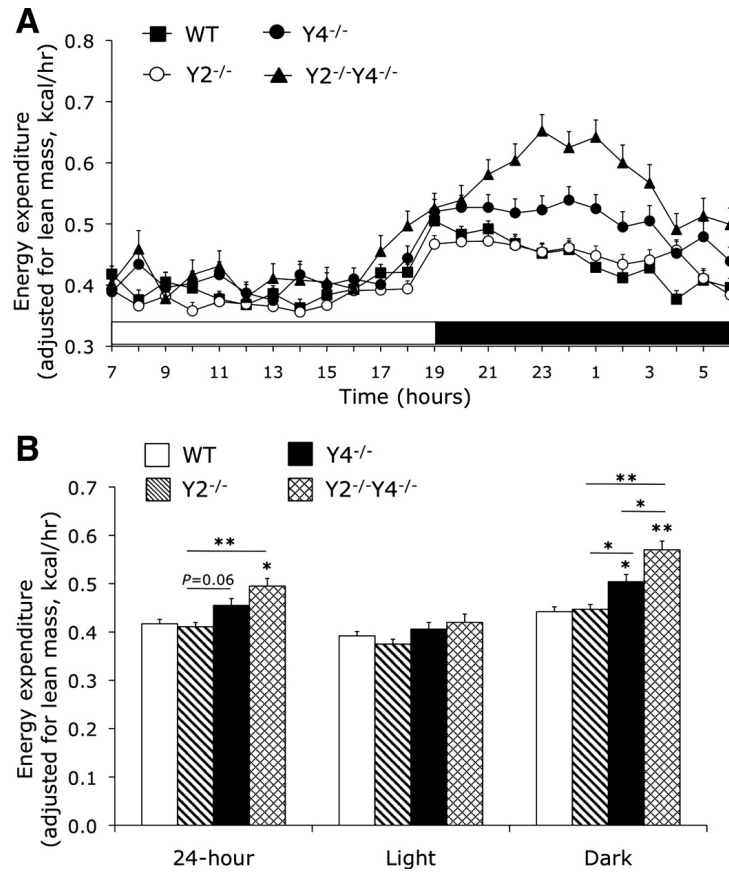 A
WT
Y4-/-
Y2-/-
Y2-/-Y4-/-
Energy expenditure
(adjusted for lean mass, kcal/hr)
0.8
0.7
0.6
0.5
0.4
0.3
7 9 11 13 15 17 19 21 23 1 3 5
Time (hours)
B
WT
Y4-/-
Y2-/-
Y2-/-Y4-/-
Energy expenditure
(adjusted for lean mass, kcal/hr)
0.7
0.6
0.5
0.4
0.3
0.2
0.1
0.0
**
*
P=0.06
**
*
**
*
*
24-hour Light Dark